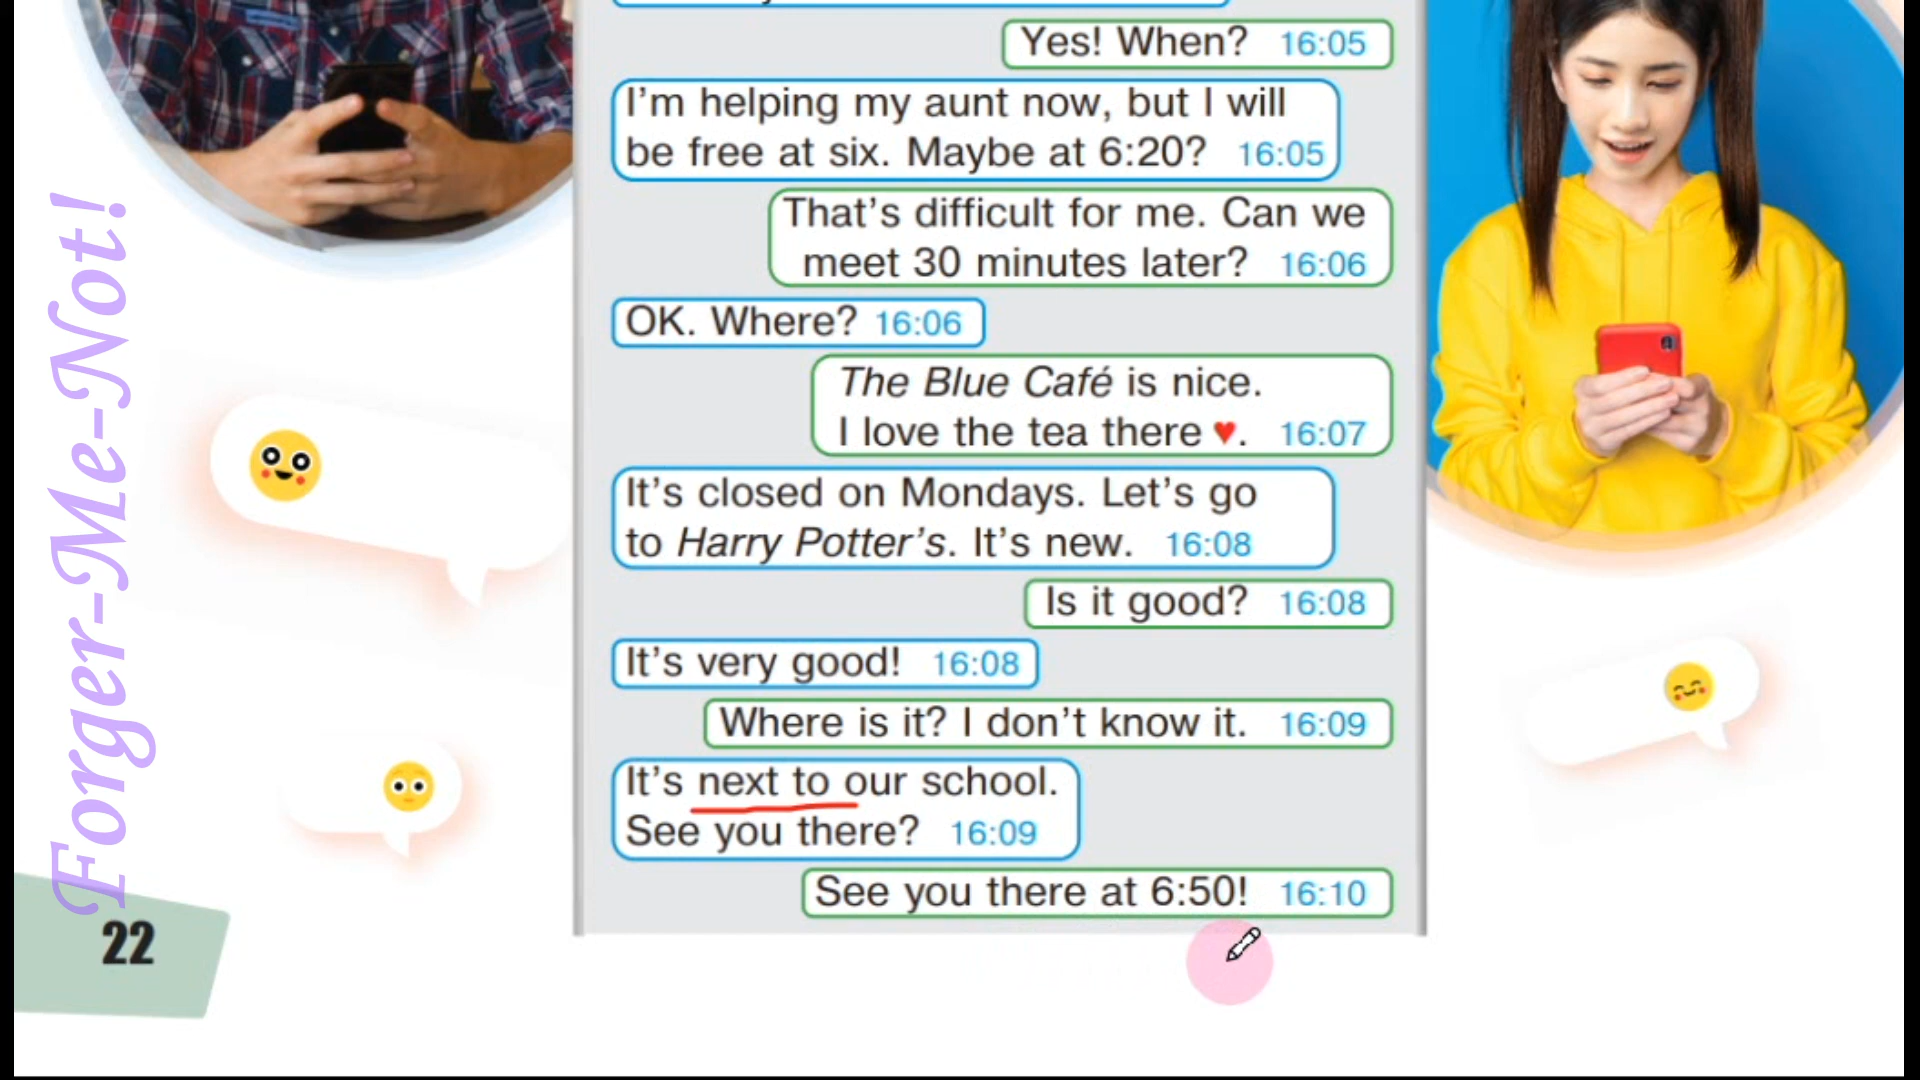 Yes! When? 16:05
I'm helping my aunt now, but I will
be free at six. Maybe at 6:20? 16:05
That's difficult for me. Can we
meet 30 minutes later? 16:06
OK. Where? 16:06
The Blue Café is nice.
I love the tea there ♥. 16:07
It's closed on Mondays. Let's go
to Harry Potter's. It's new. 16:08
Is it good? 16:08
It's very good! 16:08
Where is it? I don't know it. 16:09
It's next to our school.
See you there? 16:09
See you there at 6:50! 16:10
Forger-Me-Not!
22